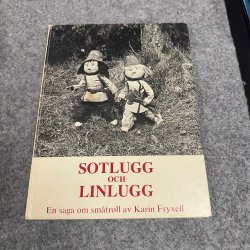 SOTLUGG
OCH
LINLUGG
En saga om småtroll av Karin Fryxell